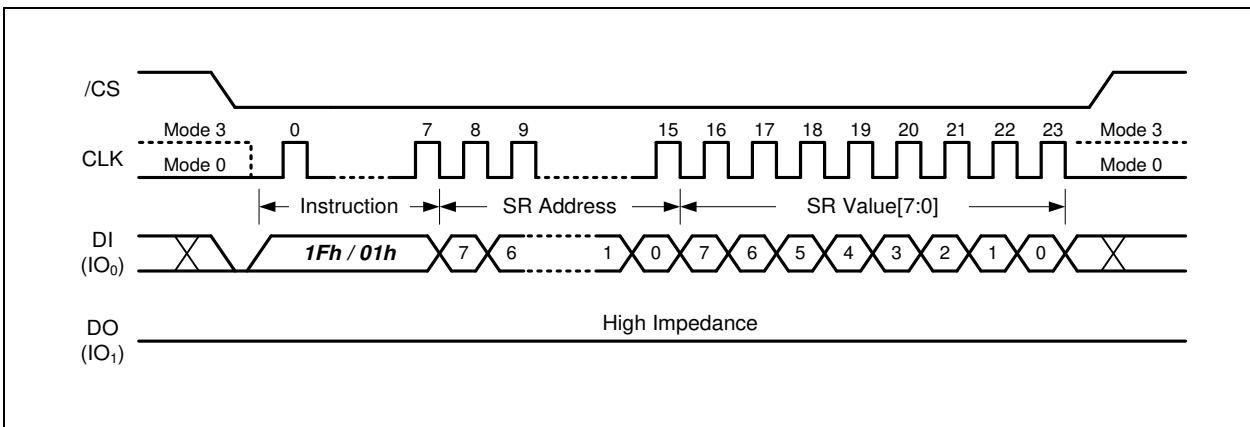 /CS
Mode 3 0 7 8 9 15 16 17 18 19 20 21 22 23 Mode 3
CLK Mode 0 Mode 0
Instruction SR Address SR Value[7:0]
DI
(IO₀)
1Fh / 01h 7 6 1 0 7 6 5 4 3 2 1 0
High Impedance
DO
(IO₁)